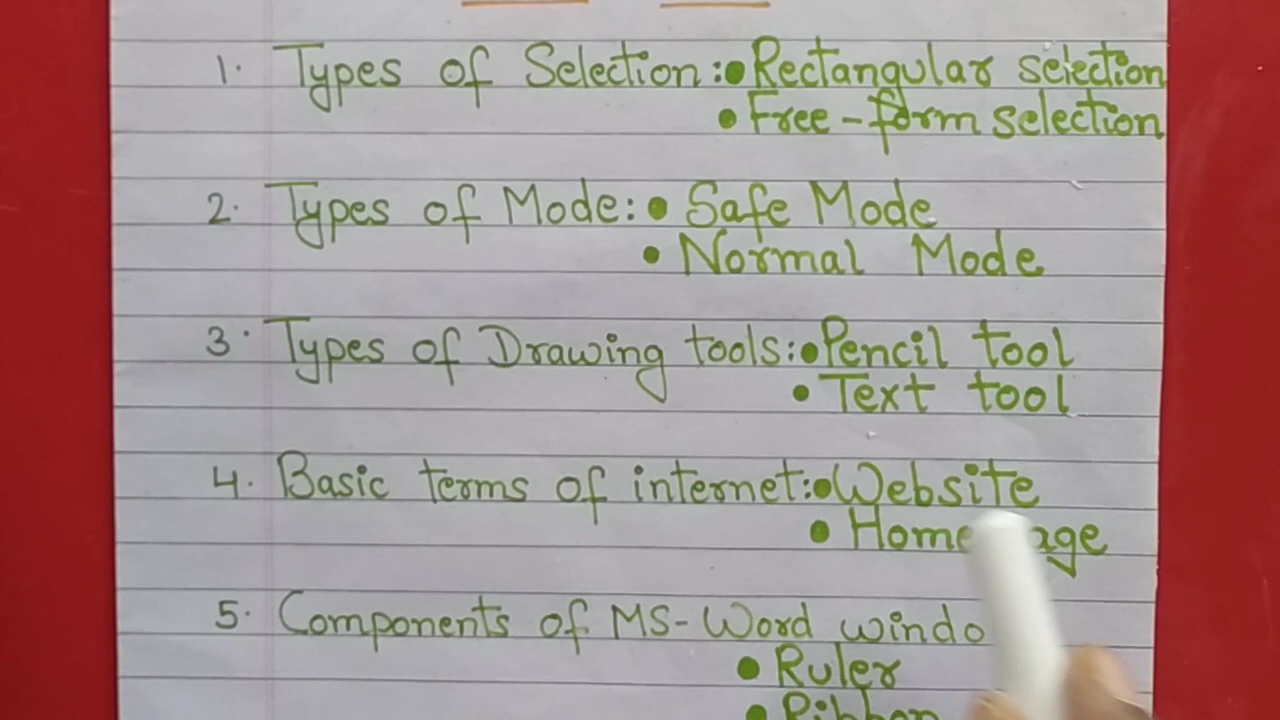 1. Types of Selection:• Rectangular selection
• Free-form selection
2. Types of Mode:• Safe Mode
• Normal Mode
3. Types of Drawing tools:• Pencil tool
• Text tool
4. Basic terms of internet:• Website
• Home age
5. Components of MS-Word windo
• Ruler
• Ribbon